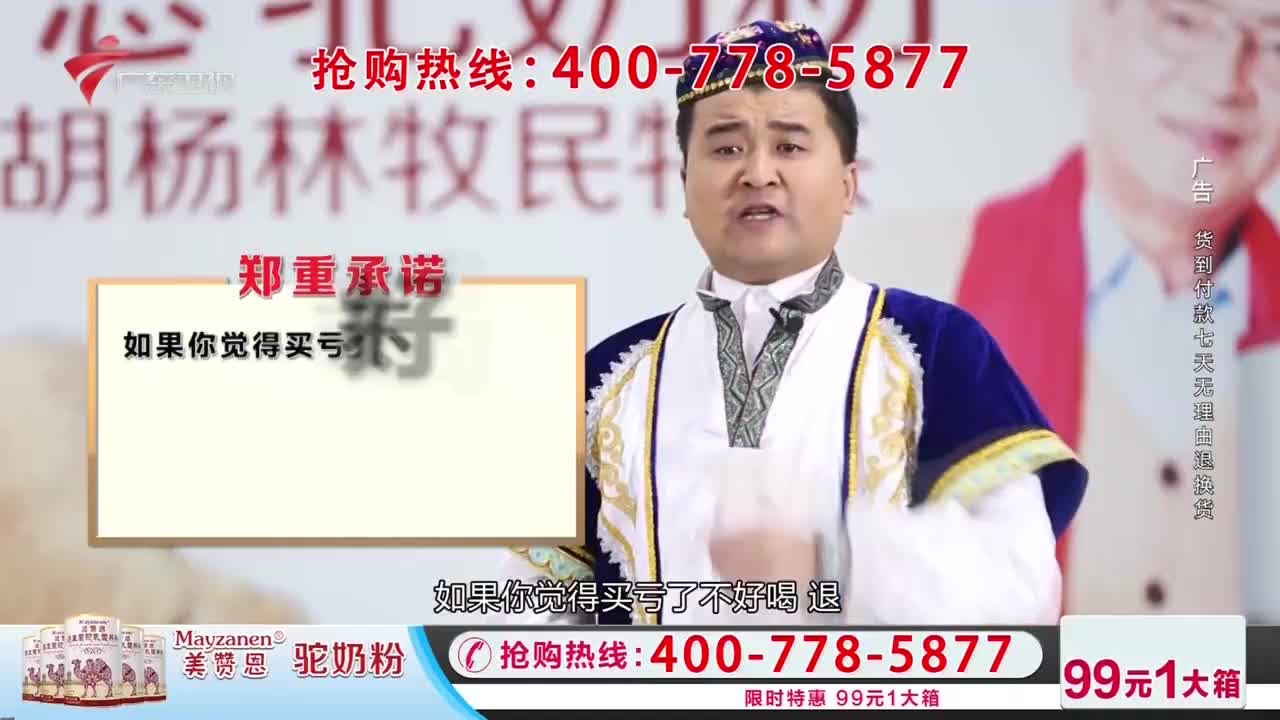 抢购热线：400-778-5877
胡杨林牧民
广告 货到付款七天无理由退换货
郑重承诺
如果你觉得买亏
如果你觉得买亏了不好喝 退
Mayzanen®
美赞恩
驼奶粉
抢购热线：400-778-5877
限时特惠 99元1大箱
99元1大箱